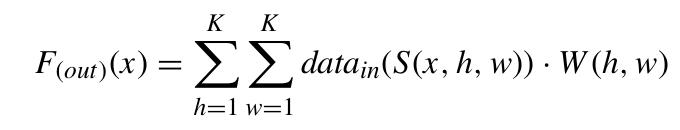 F_{(out)}(x) = \sum_{h=1}^{K} \sum_{w=1}^{K} data_{in}(S(x, h, w)) \cdot W(h, w)